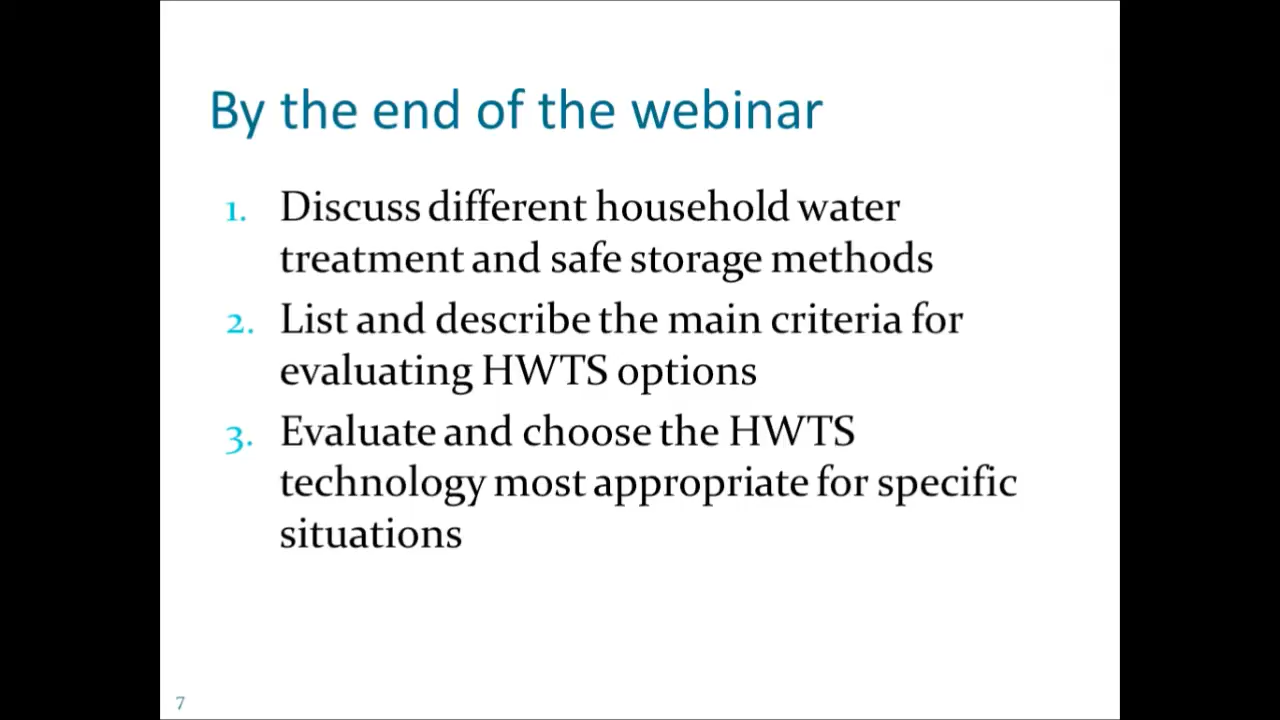 By the end of the webinar
1. Discuss different household water
treatment and safe storage methods
2. List and describe the main criteria for
evaluating HWTS options
3. Evaluate and choose the HWTS
technology most appropriate for specific
situations
7